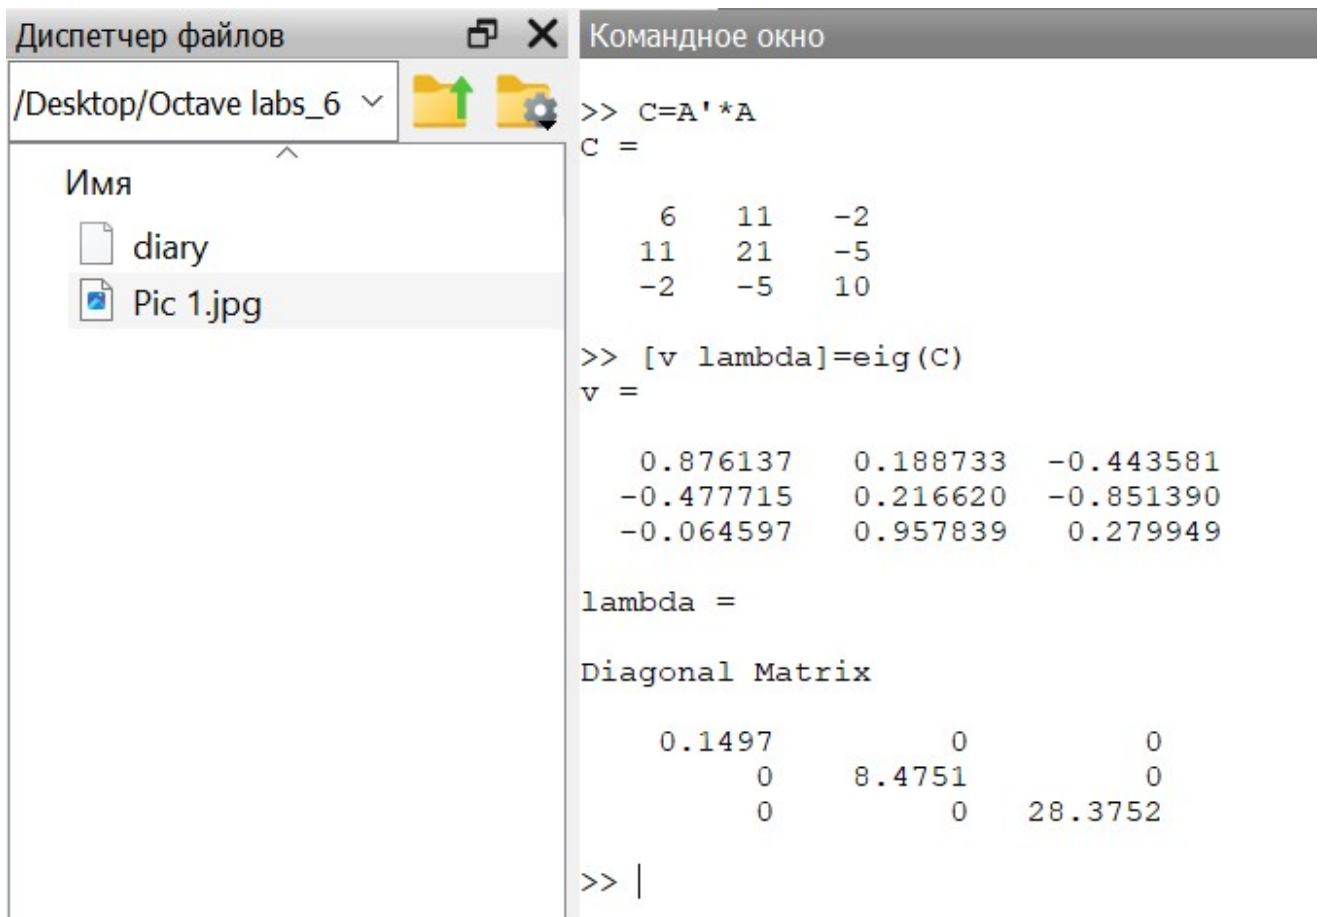 Диспетчер файлов
/Desktop/Octave labs_6
Имя
diary
Pic 1.jpg
Командное окно
>> C=A'*A
C =
6 11 -2
11 21 -5
-2 -5 10
>> [v lambda]=eig(C)
v =
0.876137 0.188733 -0.443581
-0.477715 0.216620 -0.851390
-0.064597 0.957839 0.279949
lambda =
Diagonal Matrix
0.1497 0 0
0 8.4751 0
0 0 28.3752
>>